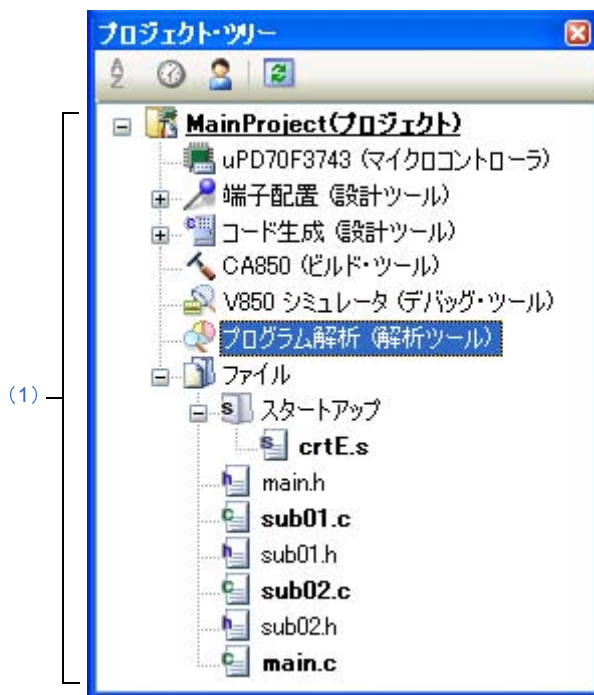 プロジェクト・ツリー
MainProject(プロジェクト)
uPD70F3743 (マイクロコントローラ)
端子配置 (設計ツール)
コード生成 (設計ツール)
CA850 (ビルド・ツール)
V850 シミュレータ (デバッグ・ツール)
プログラム解析 (解析ツール)
ファイル
(1)
スタートアップ
crtE.s
main.h
sub01.c
sub01.h
sub02.c
sub02.h
main.c